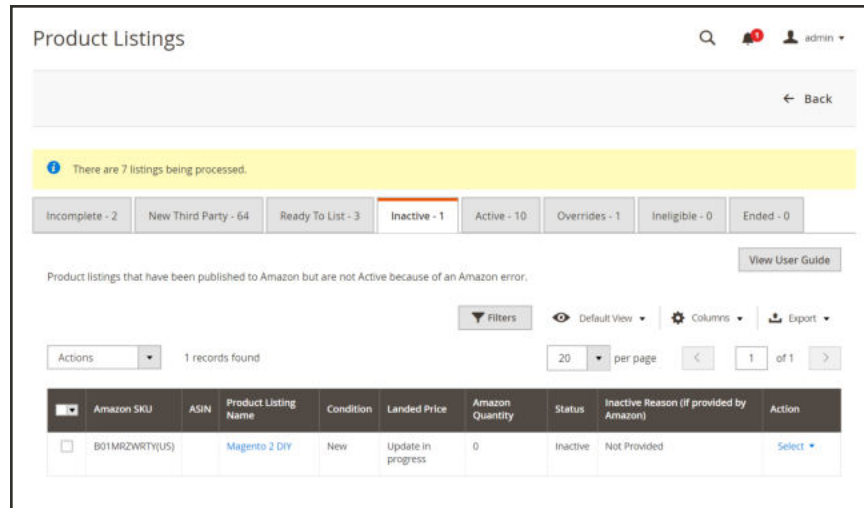 Product Listings
1
admin
Back
There are 7 listings being processed.
Incomplete - 2 New Third Party - 64 Ready To List - 3 Inactive - 1 Active - 10 Overrides - 1 Ineligible - 0 Ended - 0
View User Guide
Product listings that have been published to Amazon but are not Active because of an Amazon error.
Filters Default View Columns Export
Actions 1 records found 20 per page 1 of 1
Amazon SKU ASIN Product Listing Name Condition Landed Price Amazon Quantity Status Inactive Reason (if provided by Amazon) Action
B01MRZWRTY(US) Magento 2 DIY New Update in progress 0 Inactive Not Provided Select